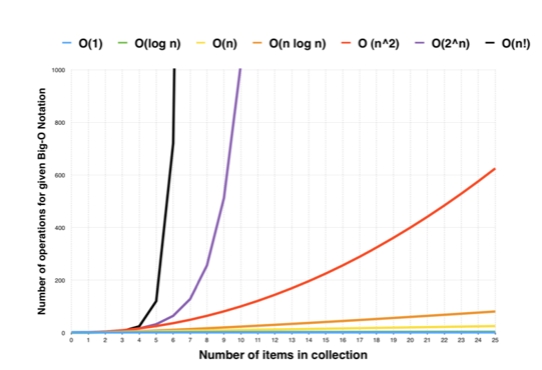 O(1) O(log n) O(n) O(n log n) O (n^2) O(2^n) O(n!)
Number of operations for given Big-O Notation
1000
800
600
400
200
0
0 1 2 3 4 5 6 7 8 9 10 11 12 13 14 15 16 17 18 19 20 21 22 23 24 25
Number of items in collection